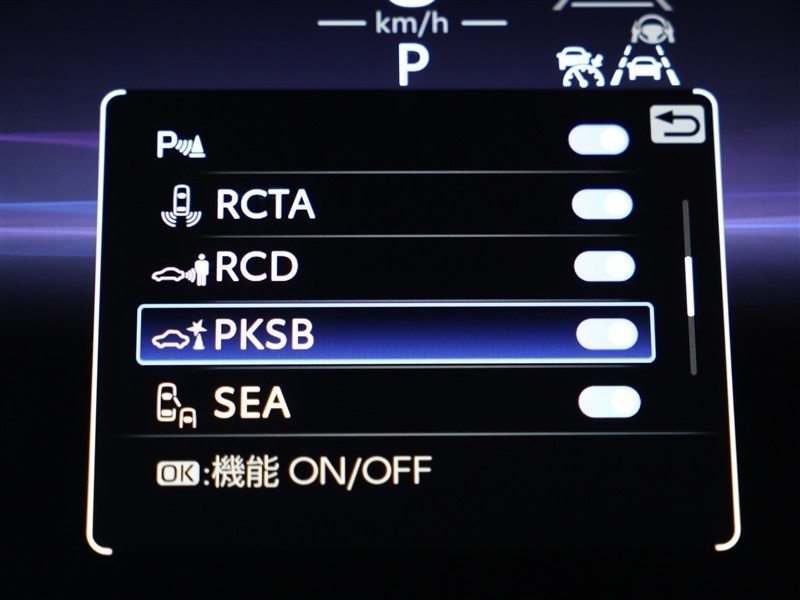 km/h
P
P
RCTA
RCD
PKSB
SEA
OK:機能 ON/OFF